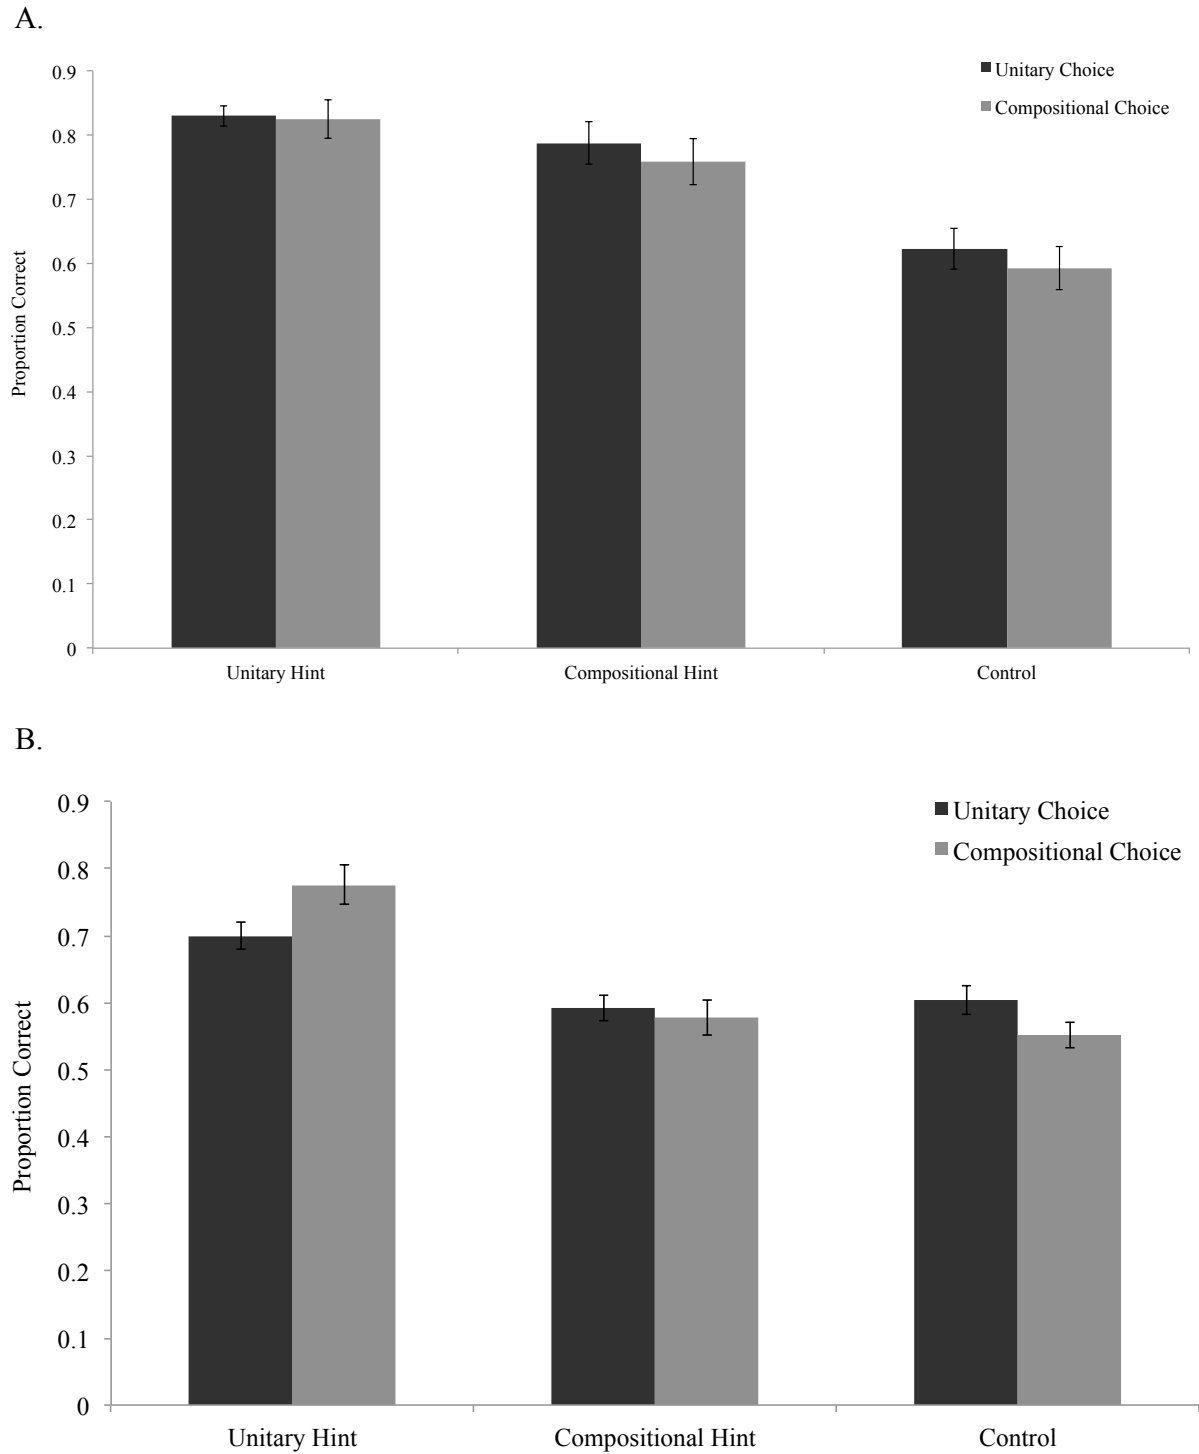 A.
Unitary Choice
Compositional Choice
0.9
0.8
0.7
0.6
0.5
0.4
0.3
0.2
0.1
0
Proportion Correct
Unitary Hint Compositional Hint Control
B.
Unitary Choice
Compositional Choice
0.9
0.8
0.7
0.6
0.5
0.4
0.3
0.2
0.1
0
Proportion Correct
Unitary Hint Compositional Hint Control